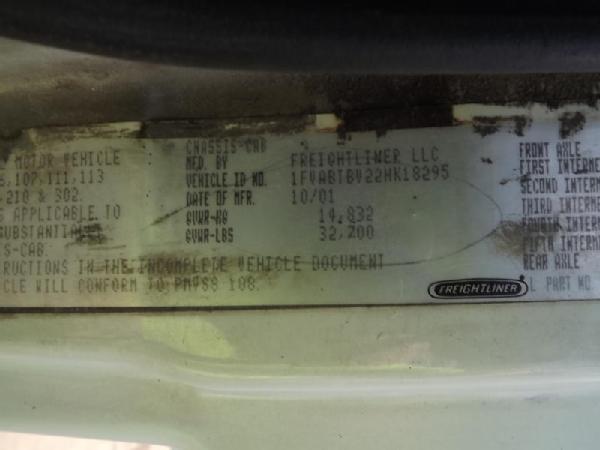 CHASSIS-CAB
MOTOR VEHICLE MFD. BY FREIGHTLINER LLC FRONT AXLE
107,111,113 VEHICLE ID NO. 1FVABTBV22HK18295 FIRST INTERME
210 & 302. DATE OF MFR. 10/01 SECOND INTERM
APPLICABLE TO GVWR-KG 14,832 THIRD INTERME
SUBSTANTIAL GVWR-LBS 32,700 FOURTH INTERM
S-CAB. FIFTH INTERM
RUCTIONS IN THE INCOMPLETE VEHICLE DOCUMENT REAR AXLE
CLE WILL CONFORM TO FMVSS 108. FREIGHTLINER PART NO.